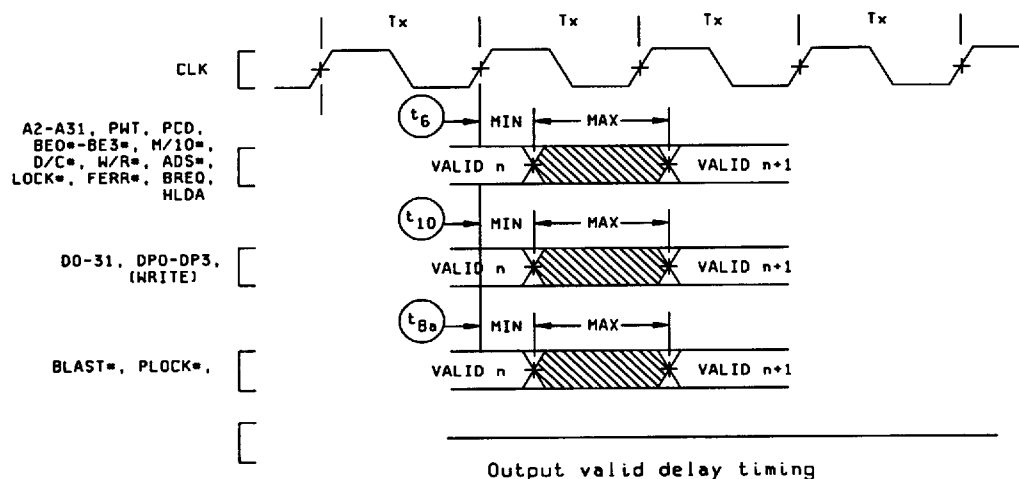 Tx Tx Tx Tx
CLK
t6 MIN MAX
A2-A31, PWT, PCD,
BE0*-BE3*, M/IO*,
D/C*, W/R*, ADS*,
LOCK*, FERR*, BREQ,
HLDA
VALID n VALID n+1
t10 MIN MAX
D0-31, DP0-DP3,
(WRITE)
VALID n VALID n+1
t8a MIN MAX
BLAST*, PLOCK*,
VALID n VALID n+1
Output valid delay timing